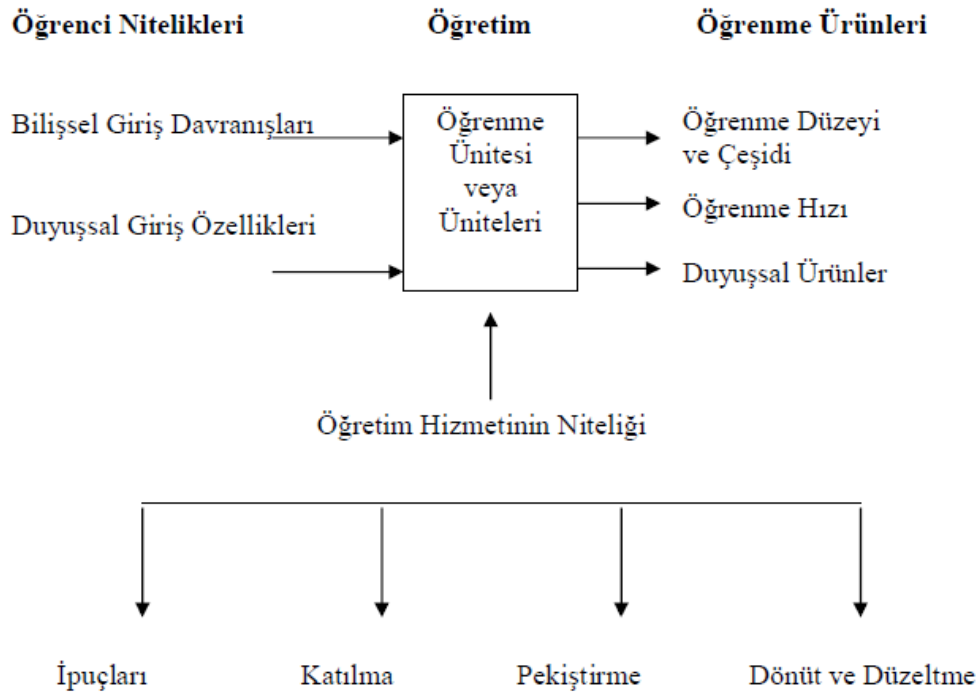 Öğrenci Nitelikleri Öğretim Öğrenme Ürünleri
Bilişsel Giriş Davranışları
Duyuşsal Giriş Özellikleri
Öğrenme
Ünitesi
veya
Üniteleri
Öğrenme Düzeyi
ve Çeşidi
Öğrenme Hızı
Duyuşsal Ürünler
Öğretim Hizmetinin Niteliği
İpuçları Katılma Pekiştirme Dönüt ve Düzeltme